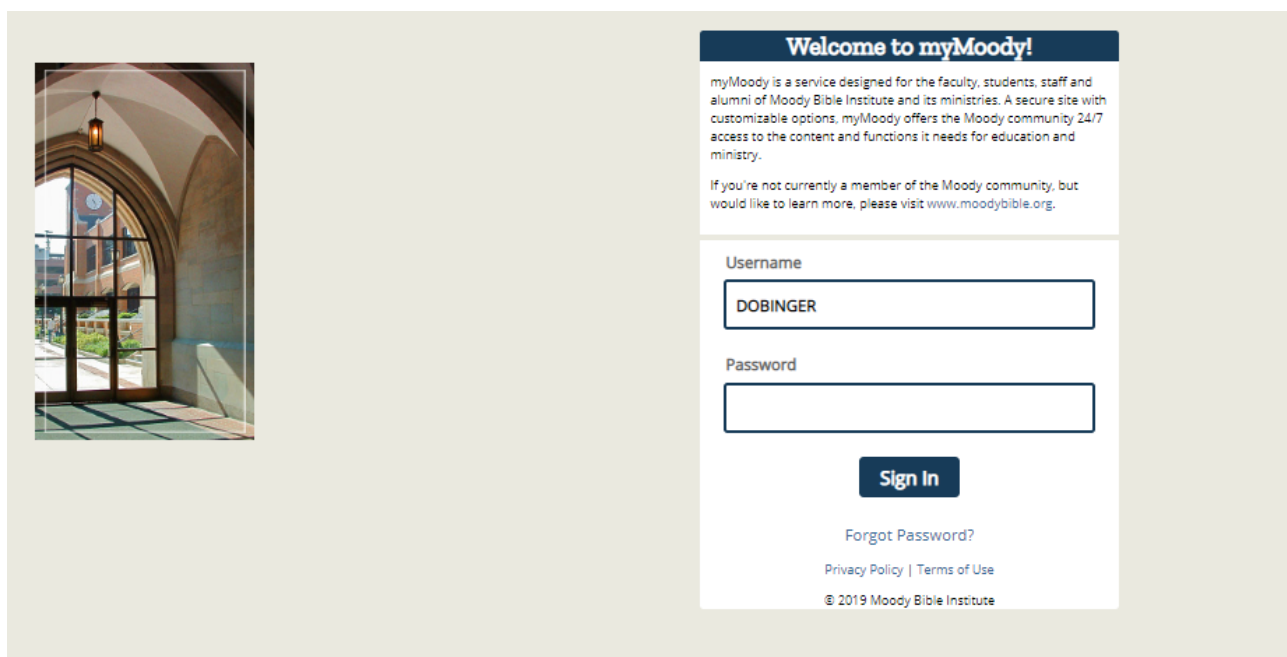 Welcome to myMoody!
myMoody is a service designed for the faculty, students, staff and
alumni of Moody Bible Institute and its ministries. A secure site with
customizable options, myMoody offers the Moody community 24/7
access to the content and functions it needs for education and
ministry.
If you're not currently a member of the Moody community, but
would like to learn more, please visit www.moodybible.org.
Username
DOBINGER
Password
Sign In
Forgot Password?
Privacy Policy | Terms of Use
© 2019 Moody Bible Institute